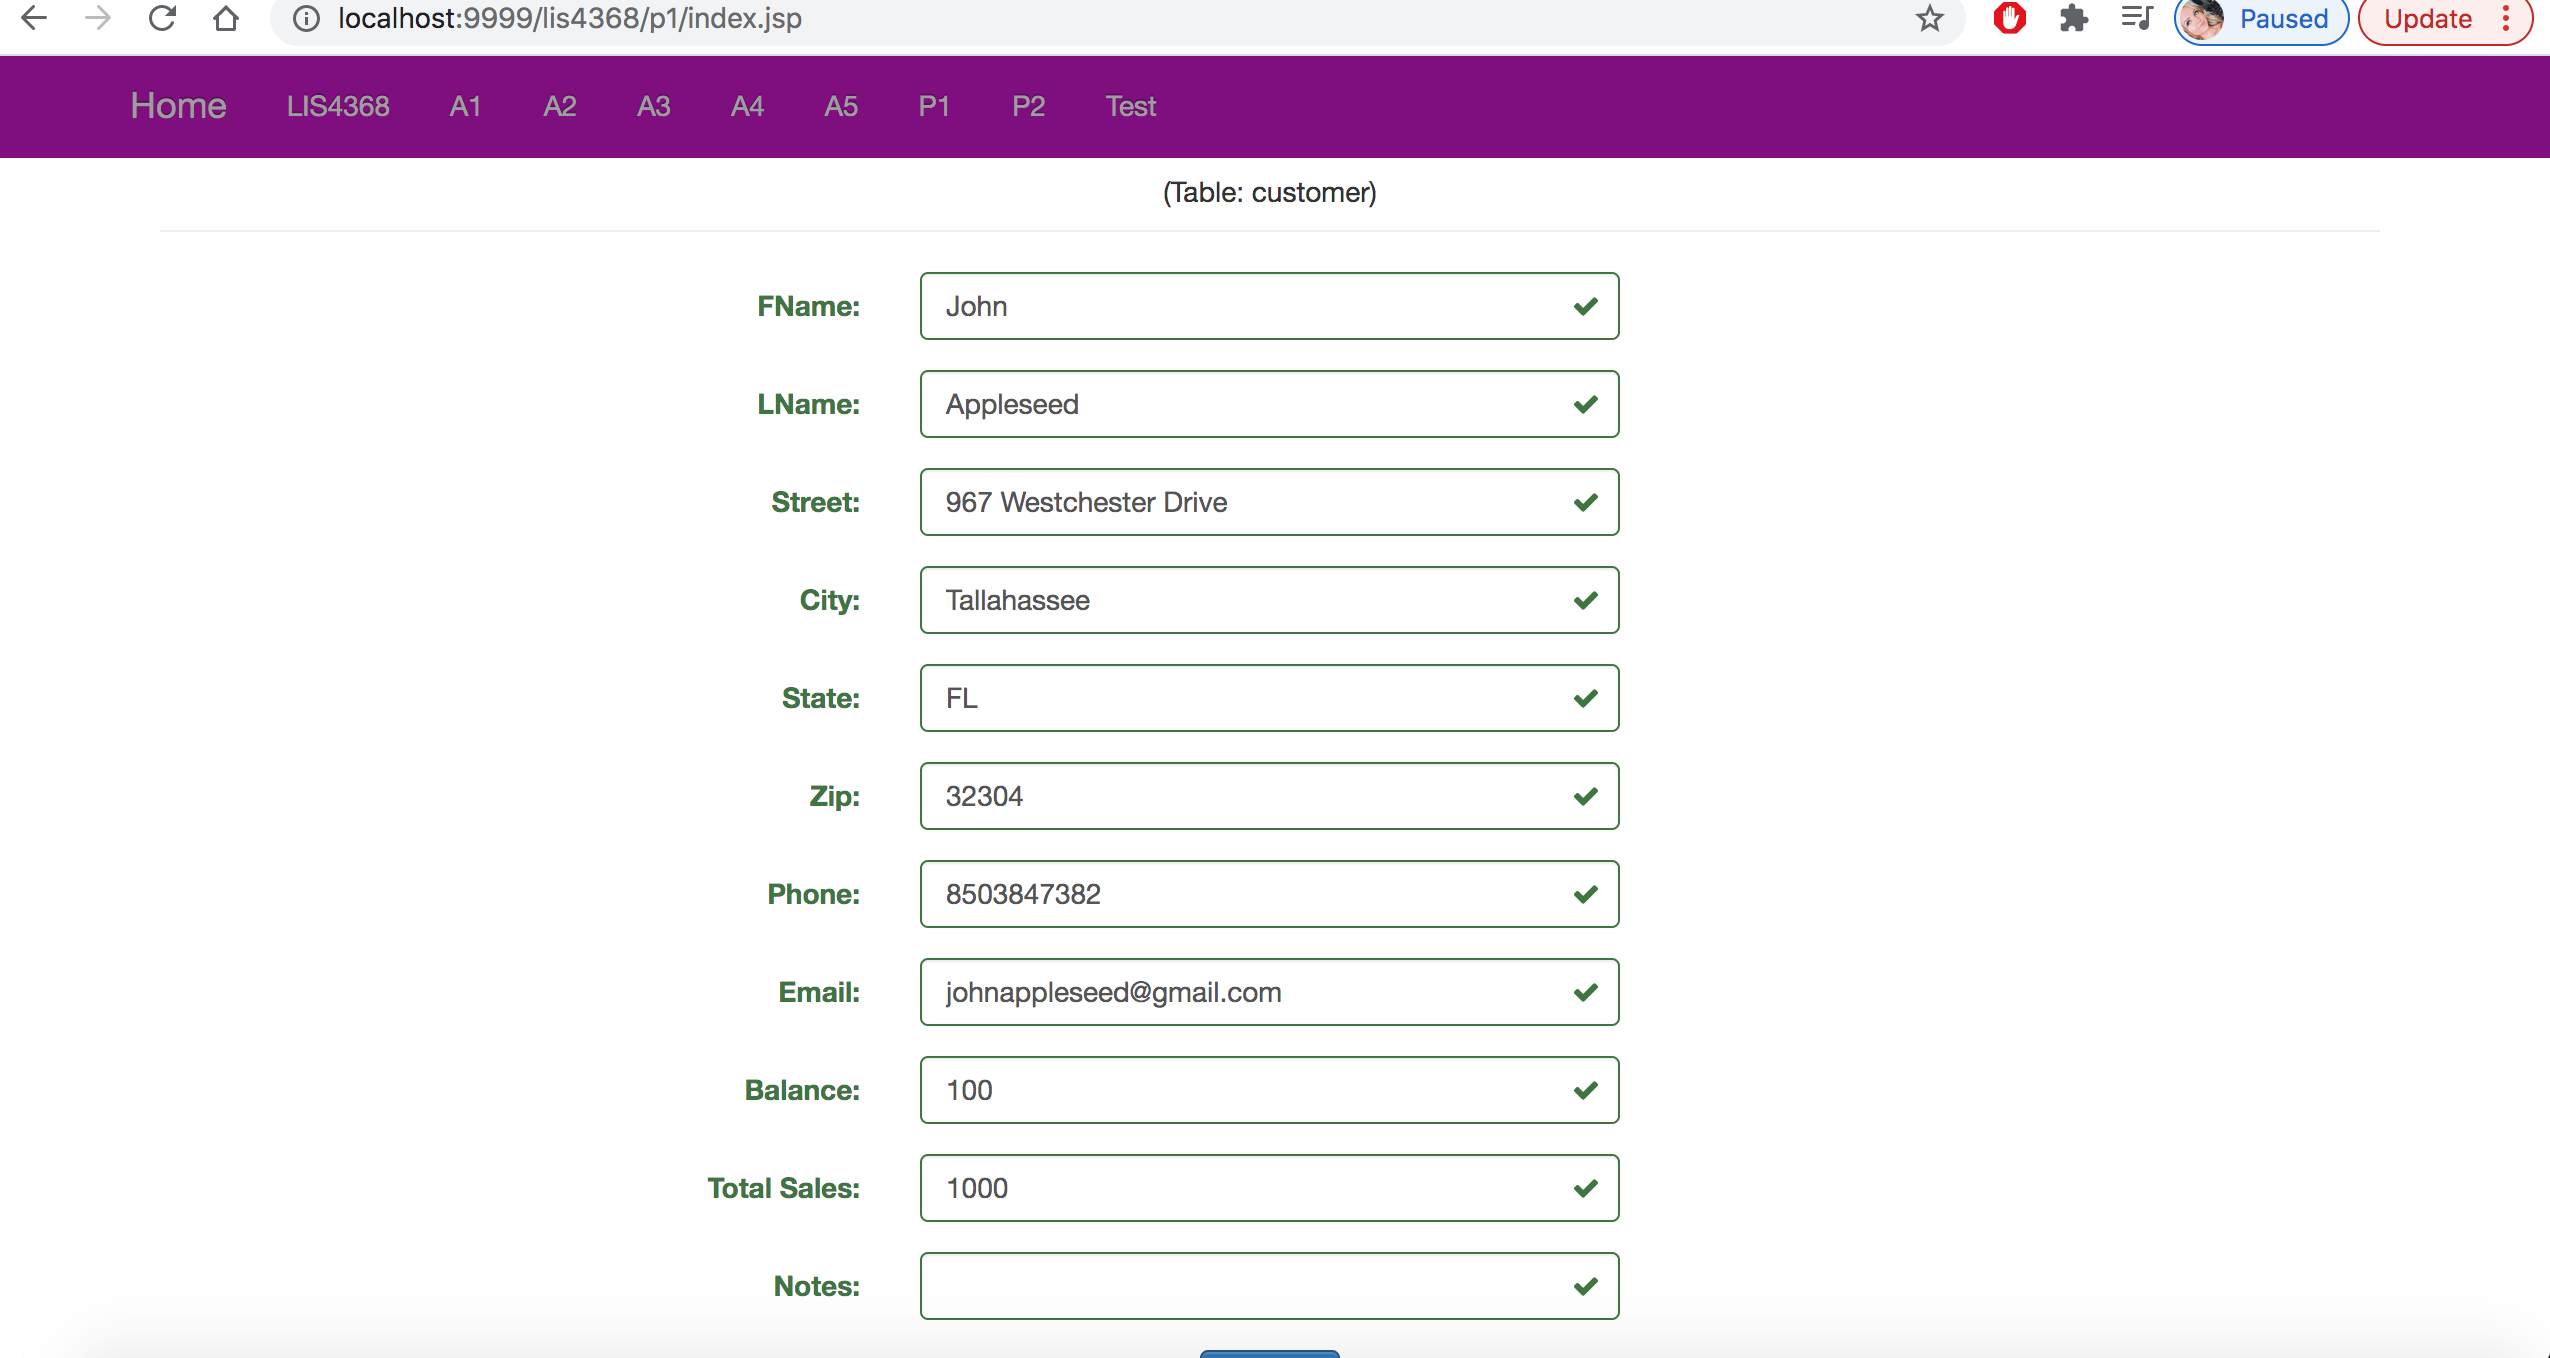 localhost:9999/lis4368/p1/index.jsp Paused Update
Home LIS4368 A1 A2 A3 A4 A5 P1 P2 Test
(Table: customer)
FName: John
LName: Appleseed
Street: 967 Westchester Drive
City: Tallahassee
State: FL
Zip: 32304
Phone: 8503847382
Email: johnappleseed@gmail.com
Balance: 100
Total Sales: 1000
Notes: